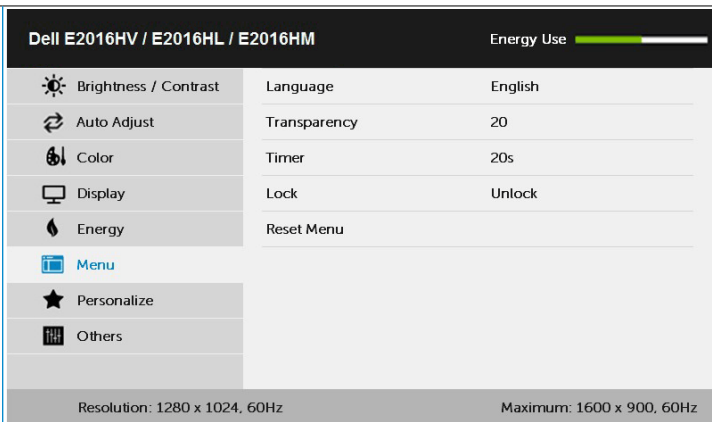 Dell E2016HV / E2016HL / E2016HM Energy Use
Brightness / Contrast Language English
Auto Adjust Transparency 20
Color Timer 20s
Display Lock Unlock
Energy Reset Menu
Menu
Personalize
Others
Resolution: 1280 x 1024, 60Hz Maximum: 1600 x 900, 60Hz